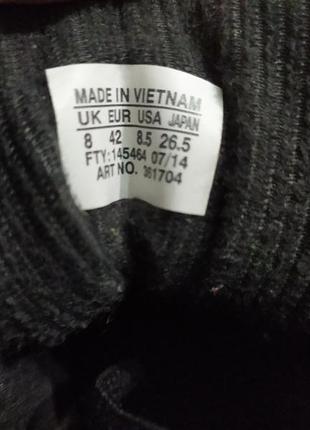 MADE IN VIETNAM
UK EUR USA JAPAN
8 42 8.5 26.5
FTY:145464 07/14
ART NO. 361704